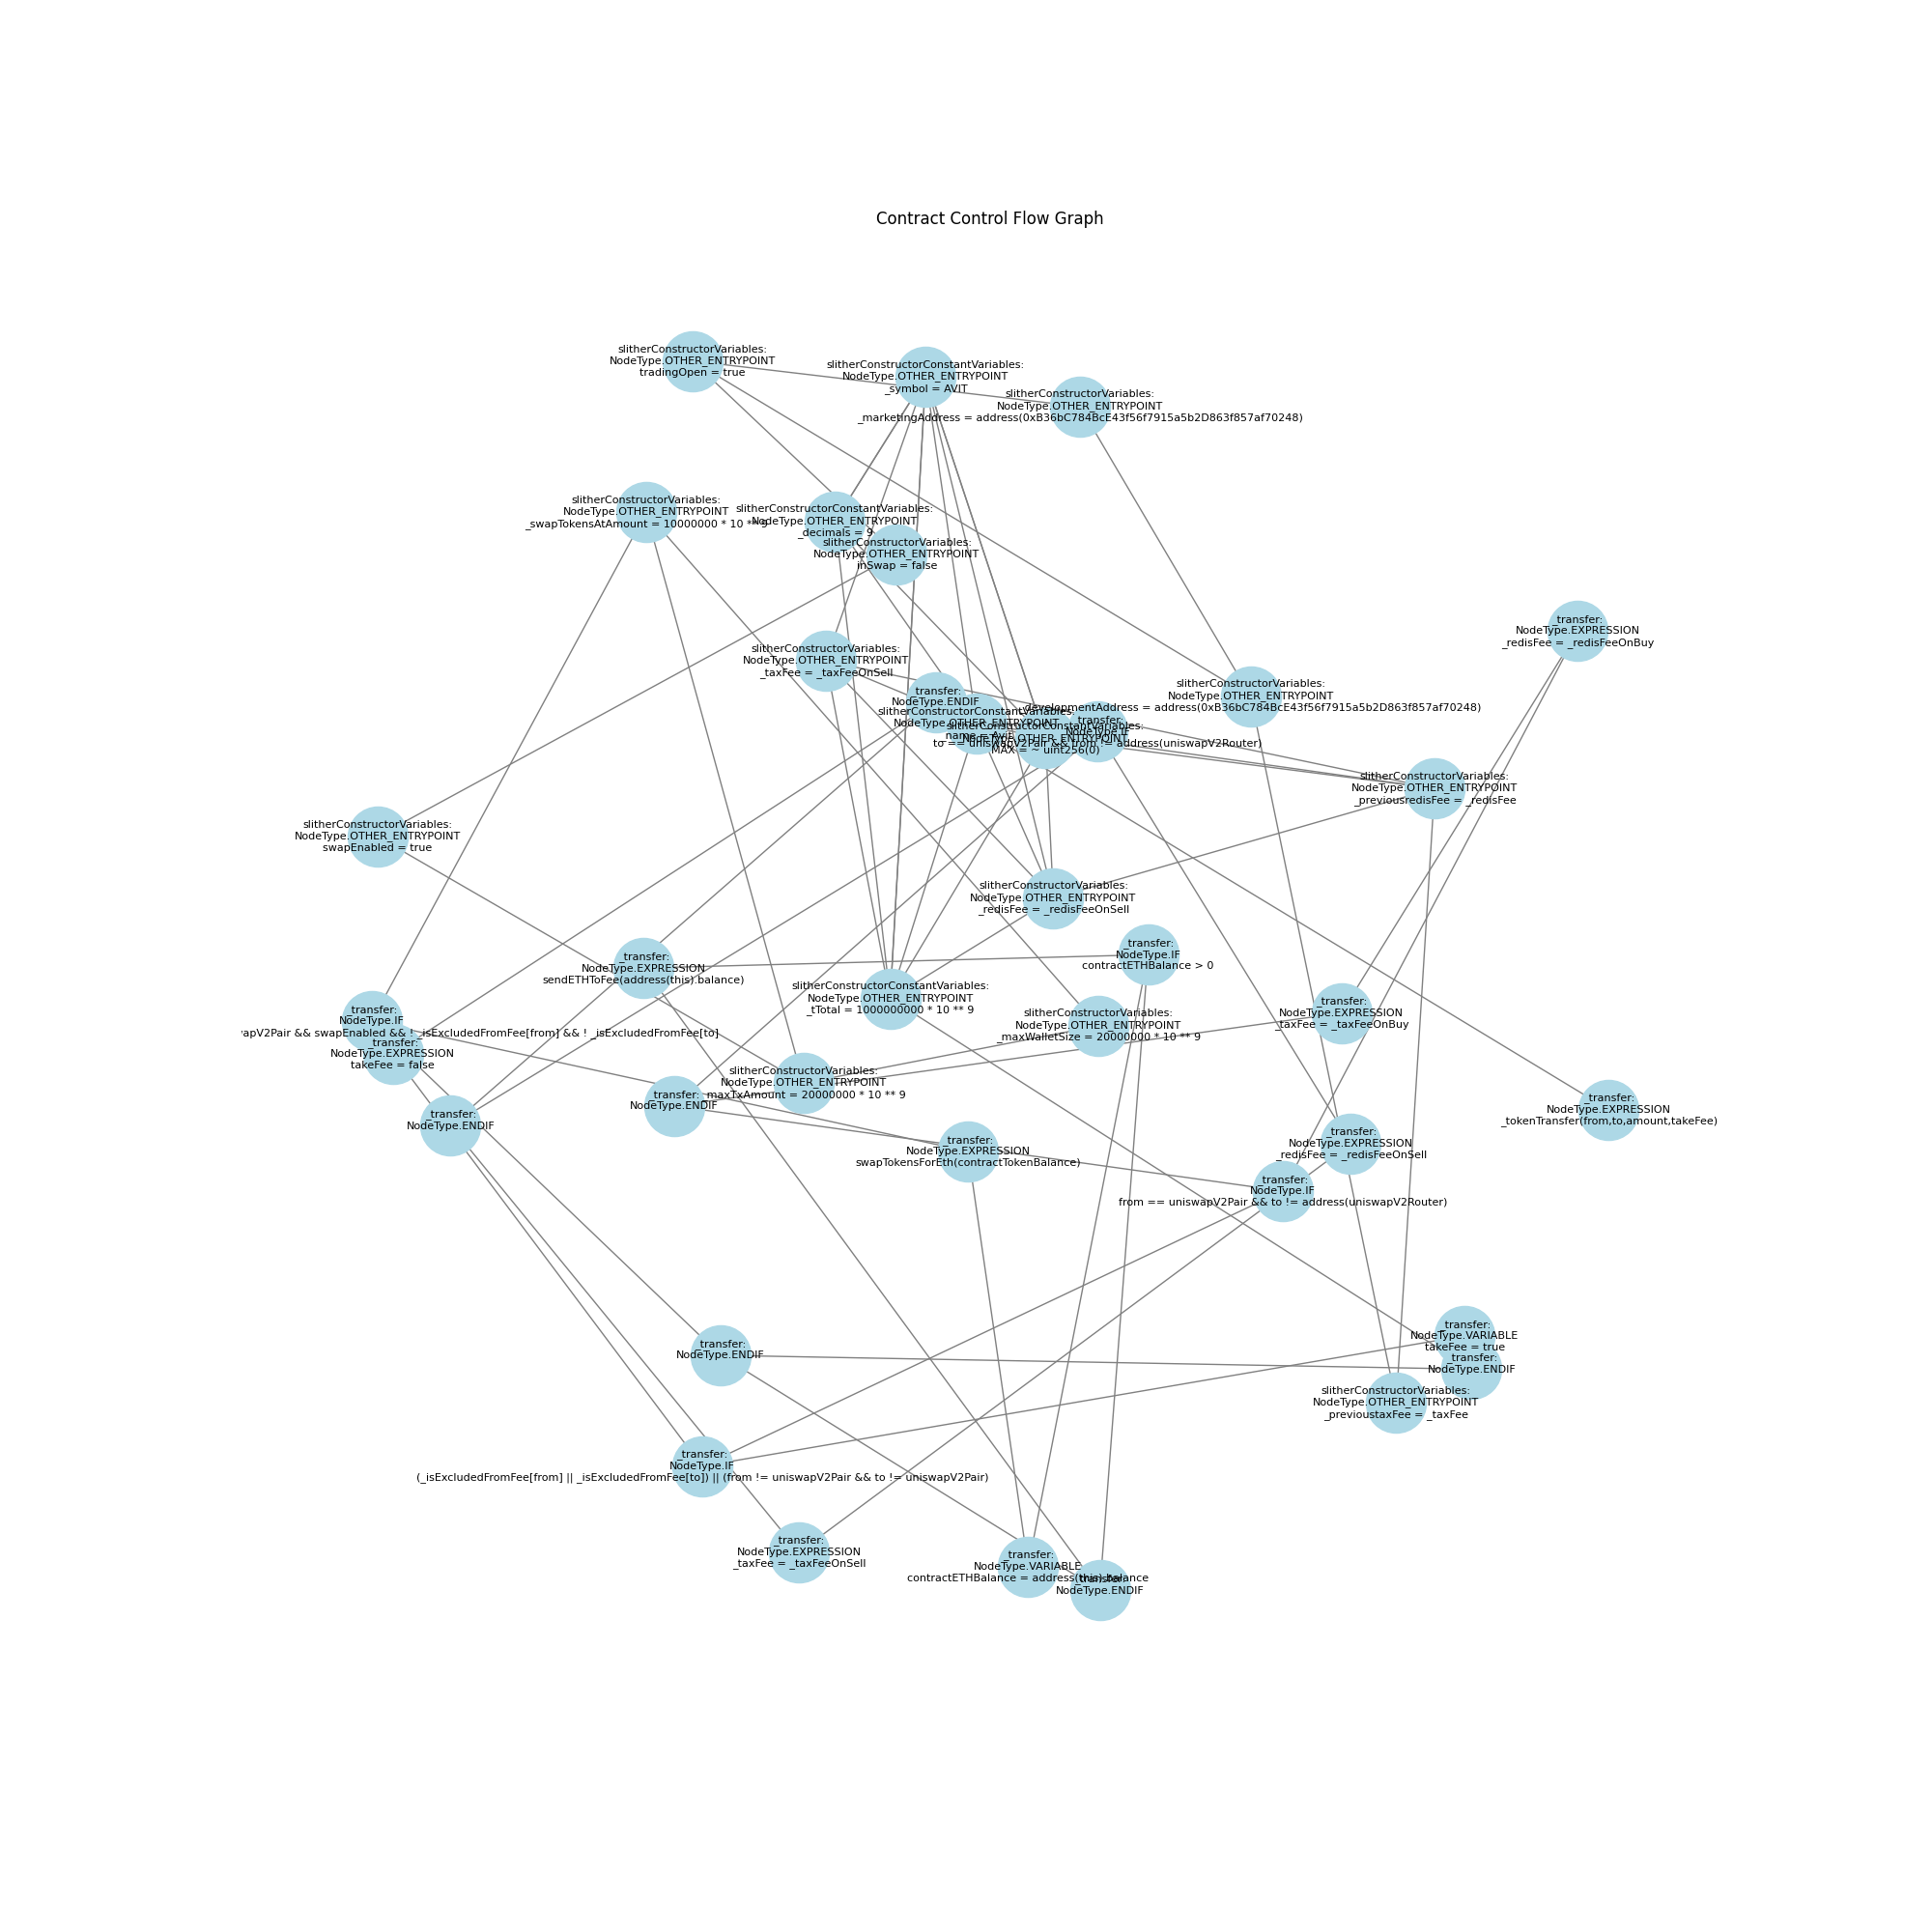 Contract Control Flow Graph
slitherConstructorVariables:
NodeType.OTHER_ENTRYPOINT
tradingOpen = true
slitherConstructorConstantVariables:
NodeType.OTHER_ENTRYPOINT
_symbol = AVIT
slitherConstructorVariables:
NodeType.OTHER_ENTRYPOINT
_marketingAddress = address(0xB36bC784BcE43f56f7915a5b2D863f857af70248)
slitherConstructorVariables:
NodeType.OTHER_ENTRYPOINT
_swapTokensAtAmount = 10000000 * 10 ** 9
slitherConstructorConstantVariables:
NodeType.OTHER_ENTRYPOINT
_decimals = 9
slitherConstructorVariables:
NodeType.OTHER_ENTRYPOINT
inSwap = false
_transfer:
NodeType.EXPRESSION
_redisFee = _redisFeeOnBuy
slitherConstructorVariables:
NodeType.OTHER_ENTRYPOINT
_taxFee = _taxFeeOnSell
_transfer:
NodeType.ENDIF
slitherConstructorConstantVariables:
NodeType.OTHER_ENTRYPOINT
_name = Avit
slitherConstructorConstantVariables:
NodeType.OTHER_ENTRYPOINT
MAX = ~ uint256(0)
_transfer:
NodeType.IF
to == uniswapV2Pair && from != address(uniswapV2Router)
slitherConstructorVariables:
NodeType.OTHER_ENTRYPOINT
_developmentAddress = address(0xB36bC784BcE43f56f7915a5b2D863f857af70248)
slitherConstructorVariables:
NodeType.OTHER_ENTRYPOINT
_previousredisFee = _redisFee
slitherConstructorVariables:
NodeType.OTHER_ENTRYPOINT
swapEnabled = true
slitherConstructorVariables:
NodeType.OTHER_ENTRYPOINT
_redisFee = _redisFeeOnSell
_transfer:
NodeType.EXPRESSION
sendETHToFee(address(this).balance)
_transfer:
NodeType.IF
contractETHBalance > 0
slitherConstructorConstantVariables:
NodeType.OTHER_ENTRYPOINT
_tTotal = 1000000000 * 10 ** 9
_transfer:
NodeType.EXPRESSION
_taxFee = _taxFeeOnBuy
slitherConstructorVariables:
NodeType.OTHER_ENTRYPOINT
_maxWalletSize = 20000000 * 10 ** 9
_transfer:
NodeType.IF
&& swapEnabled && ! _isExcludedFromFee[from] && ! _isExcludedFromFee[to]
_transfer:
NodeType.EXPRESSION
takeFee = false
slitherConstructorVariables:
NodeType.OTHER_ENTRYPOINT
_maxTxAmount = 20000000 * 10 ** 9
_transfer:
NodeType.ENDIF
_transfer:
NodeType.ENDIF
_transfer:
NodeType.EXPRESSION
_tokenTransfer(from,to,amount,takeFee)
_transfer:
NodeType.EXPRESSION
swapTokensForEth(contractTokenBalance)
_transfer:
NodeType.EXPRESSION
_redisFee = _redisFeeOnSell
_transfer:
NodeType.IF
from == uniswapV2Pair && to != address(uniswapV2Router)
_transfer:
NodeType.VARIABLE
takeFee = true
_transfer:
NodeType.ENDIF
_transfer:
NodeType.ENDIF
slitherConstructorVariables:
NodeType.OTHER_ENTRYPOINT
_previoustaxFee = _taxFee
_transfer:
NodeType.IF
(_isExcludedFromFee[from] || _isExcludedFromFee[to]) || (from != uniswapV2Pair && to != uniswapV2Pair)
_transfer:
NodeType.EXPRESSION
_taxFee = _taxFeeOnSell
_transfer:
NodeType.VARIABLE
contractETHBalance = address(this).balance
_transfer:
NodeType.ENDIF